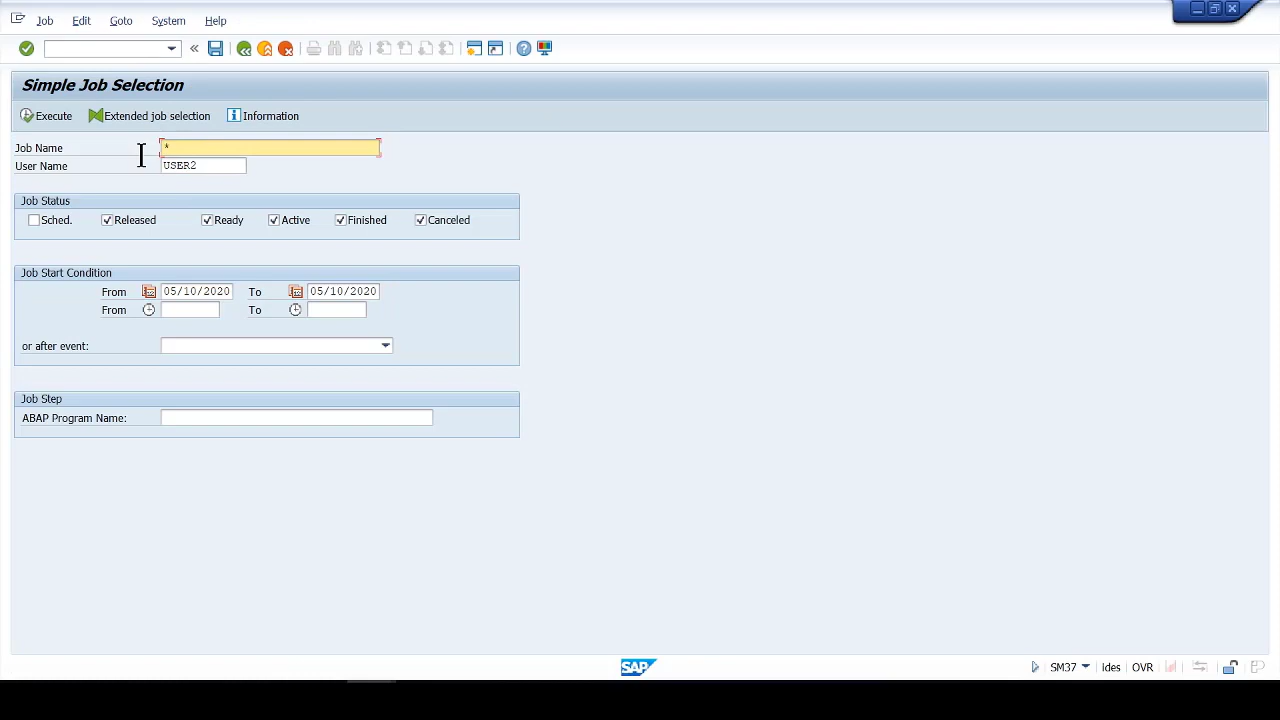 Job Edit Goto System Help
Simple Job Selection
Execute Extended job selection Information
Job Name *
User Name USER2
Job Status
Sched. Released Ready Active Finished Canceled
Job Start Condition
From 05/10/2020 To 05/10/2020
From To
or after event:
Job Step
ABAP Program Name:
SAP SM37 Ides OVR